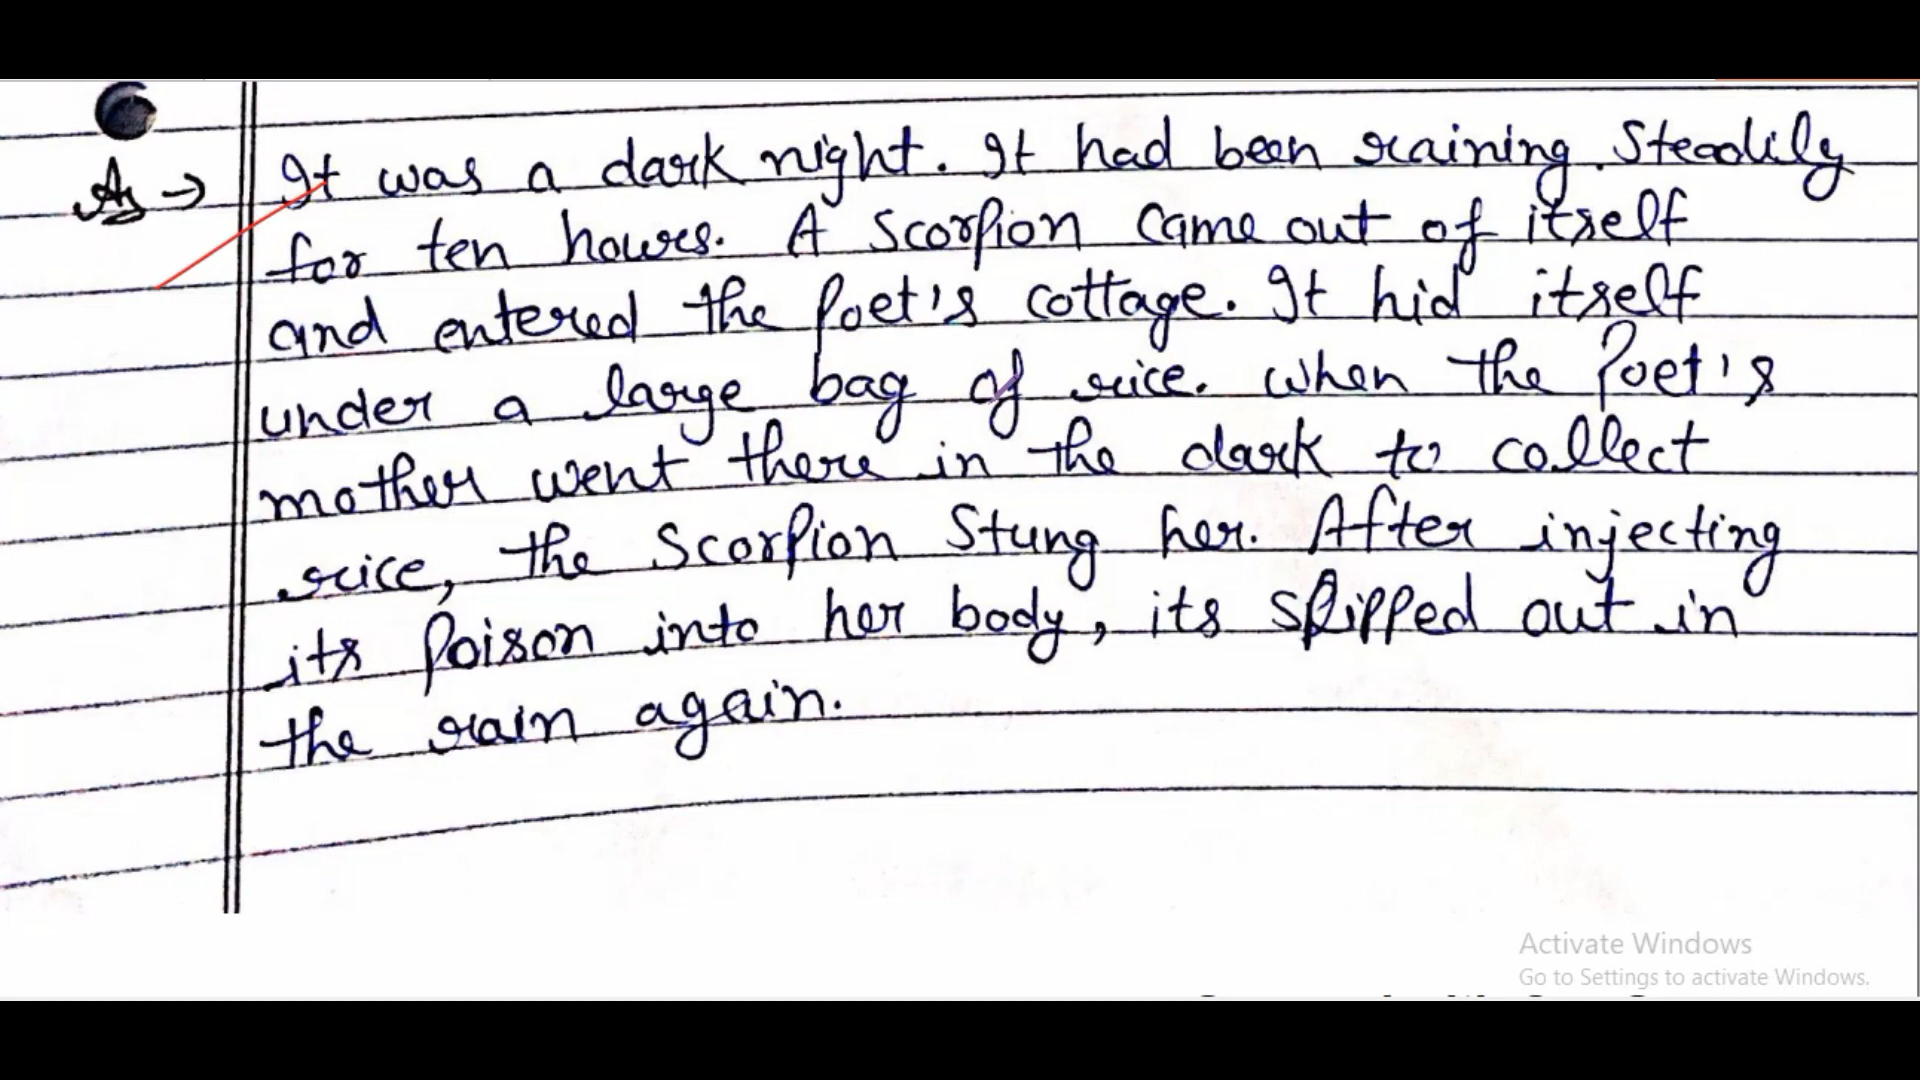 Ans → It was a dark night. It had been raining steadily
for ten hours. A scorpion came out of itself
and entered the poet's cottage. It hid itself
under a large bag of rice. when the poet's
mother went there in the dark to collect
rice, the scorpion stung her. After injecting
its poison into her body, its slipped out in
the rain again.
Activate Windows
Go to Settings to activate Windows.